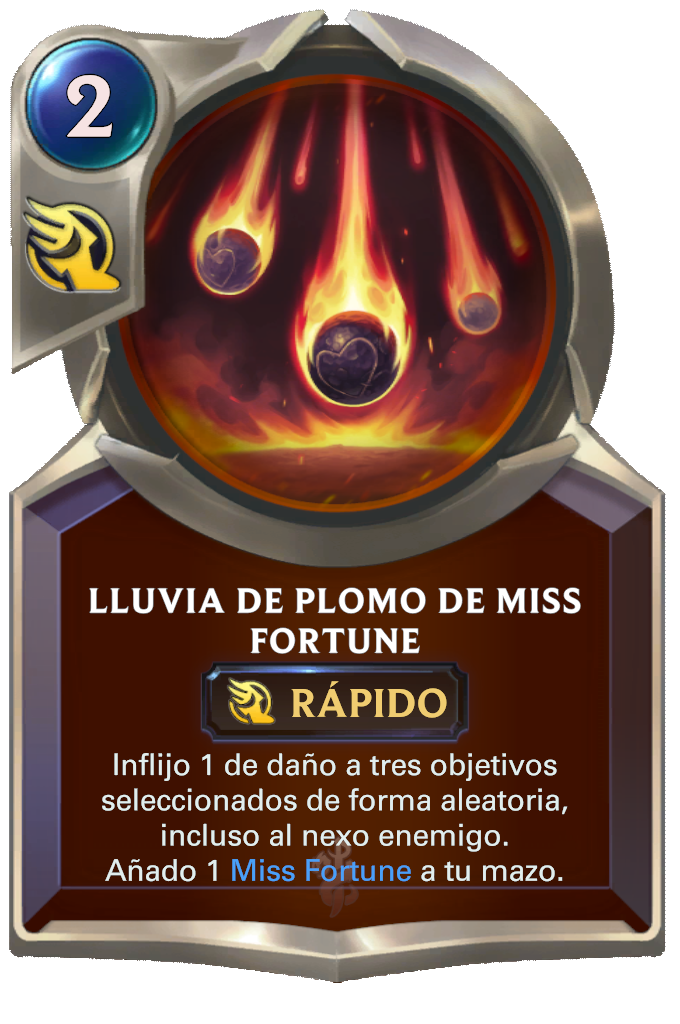 2
LLUVIA DE PLOMO DE MISS
FORTUNE
RÁPIDO
Inflijo 1 de daño a tres objetivos
seleccionados de forma aleatoria,
incluso al nexo enemigo.
Añado 1 Miss Fortune a tu mazo.